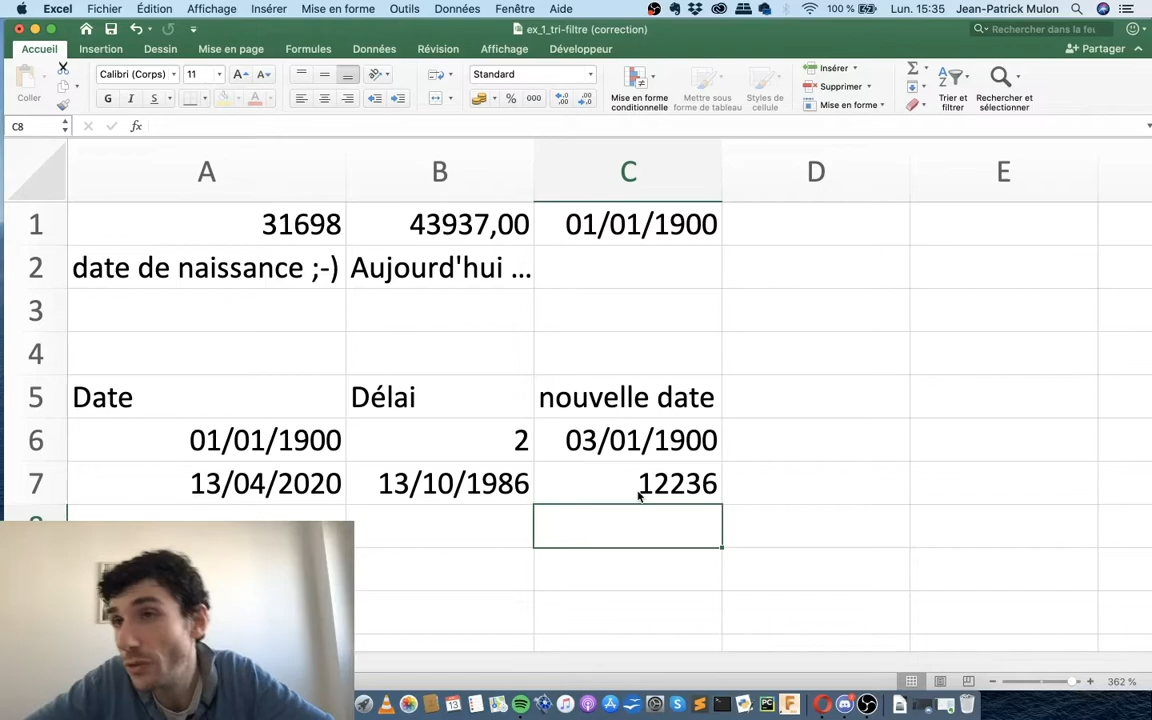 Excel Fichier Édition Affichage Insérer Mise en forme Outils Données Fenêtre Aide 100 % Lun. 15:35 Jean-Patrick Mulon
ex_1_tri-filtre (correction) Rechercher dans la feu
Accueil Insertion Dessin Mise en page Formules Données Révision Affichage Développeur Partager
Coller
Calibri (Corps) 11 A A
G I S A
ab
Standard
% 000
Mise en forme conditionnelle
Mettre sous forme de tableau
Styles de cellule
Insérer
Supprimer
Mise en forme
Trier et filtrer
Rechercher et sélectionner
C8 fx
A B C D E
1 31698 43937,00 01/01/1900
2 date de naissance ;-) Aujourd'hui ...
3
4
5 Date Délai nouvelle date
6 01/01/1900 2 03/01/1900
7 13/04/2020 13/10/1986 12236
362 %
13